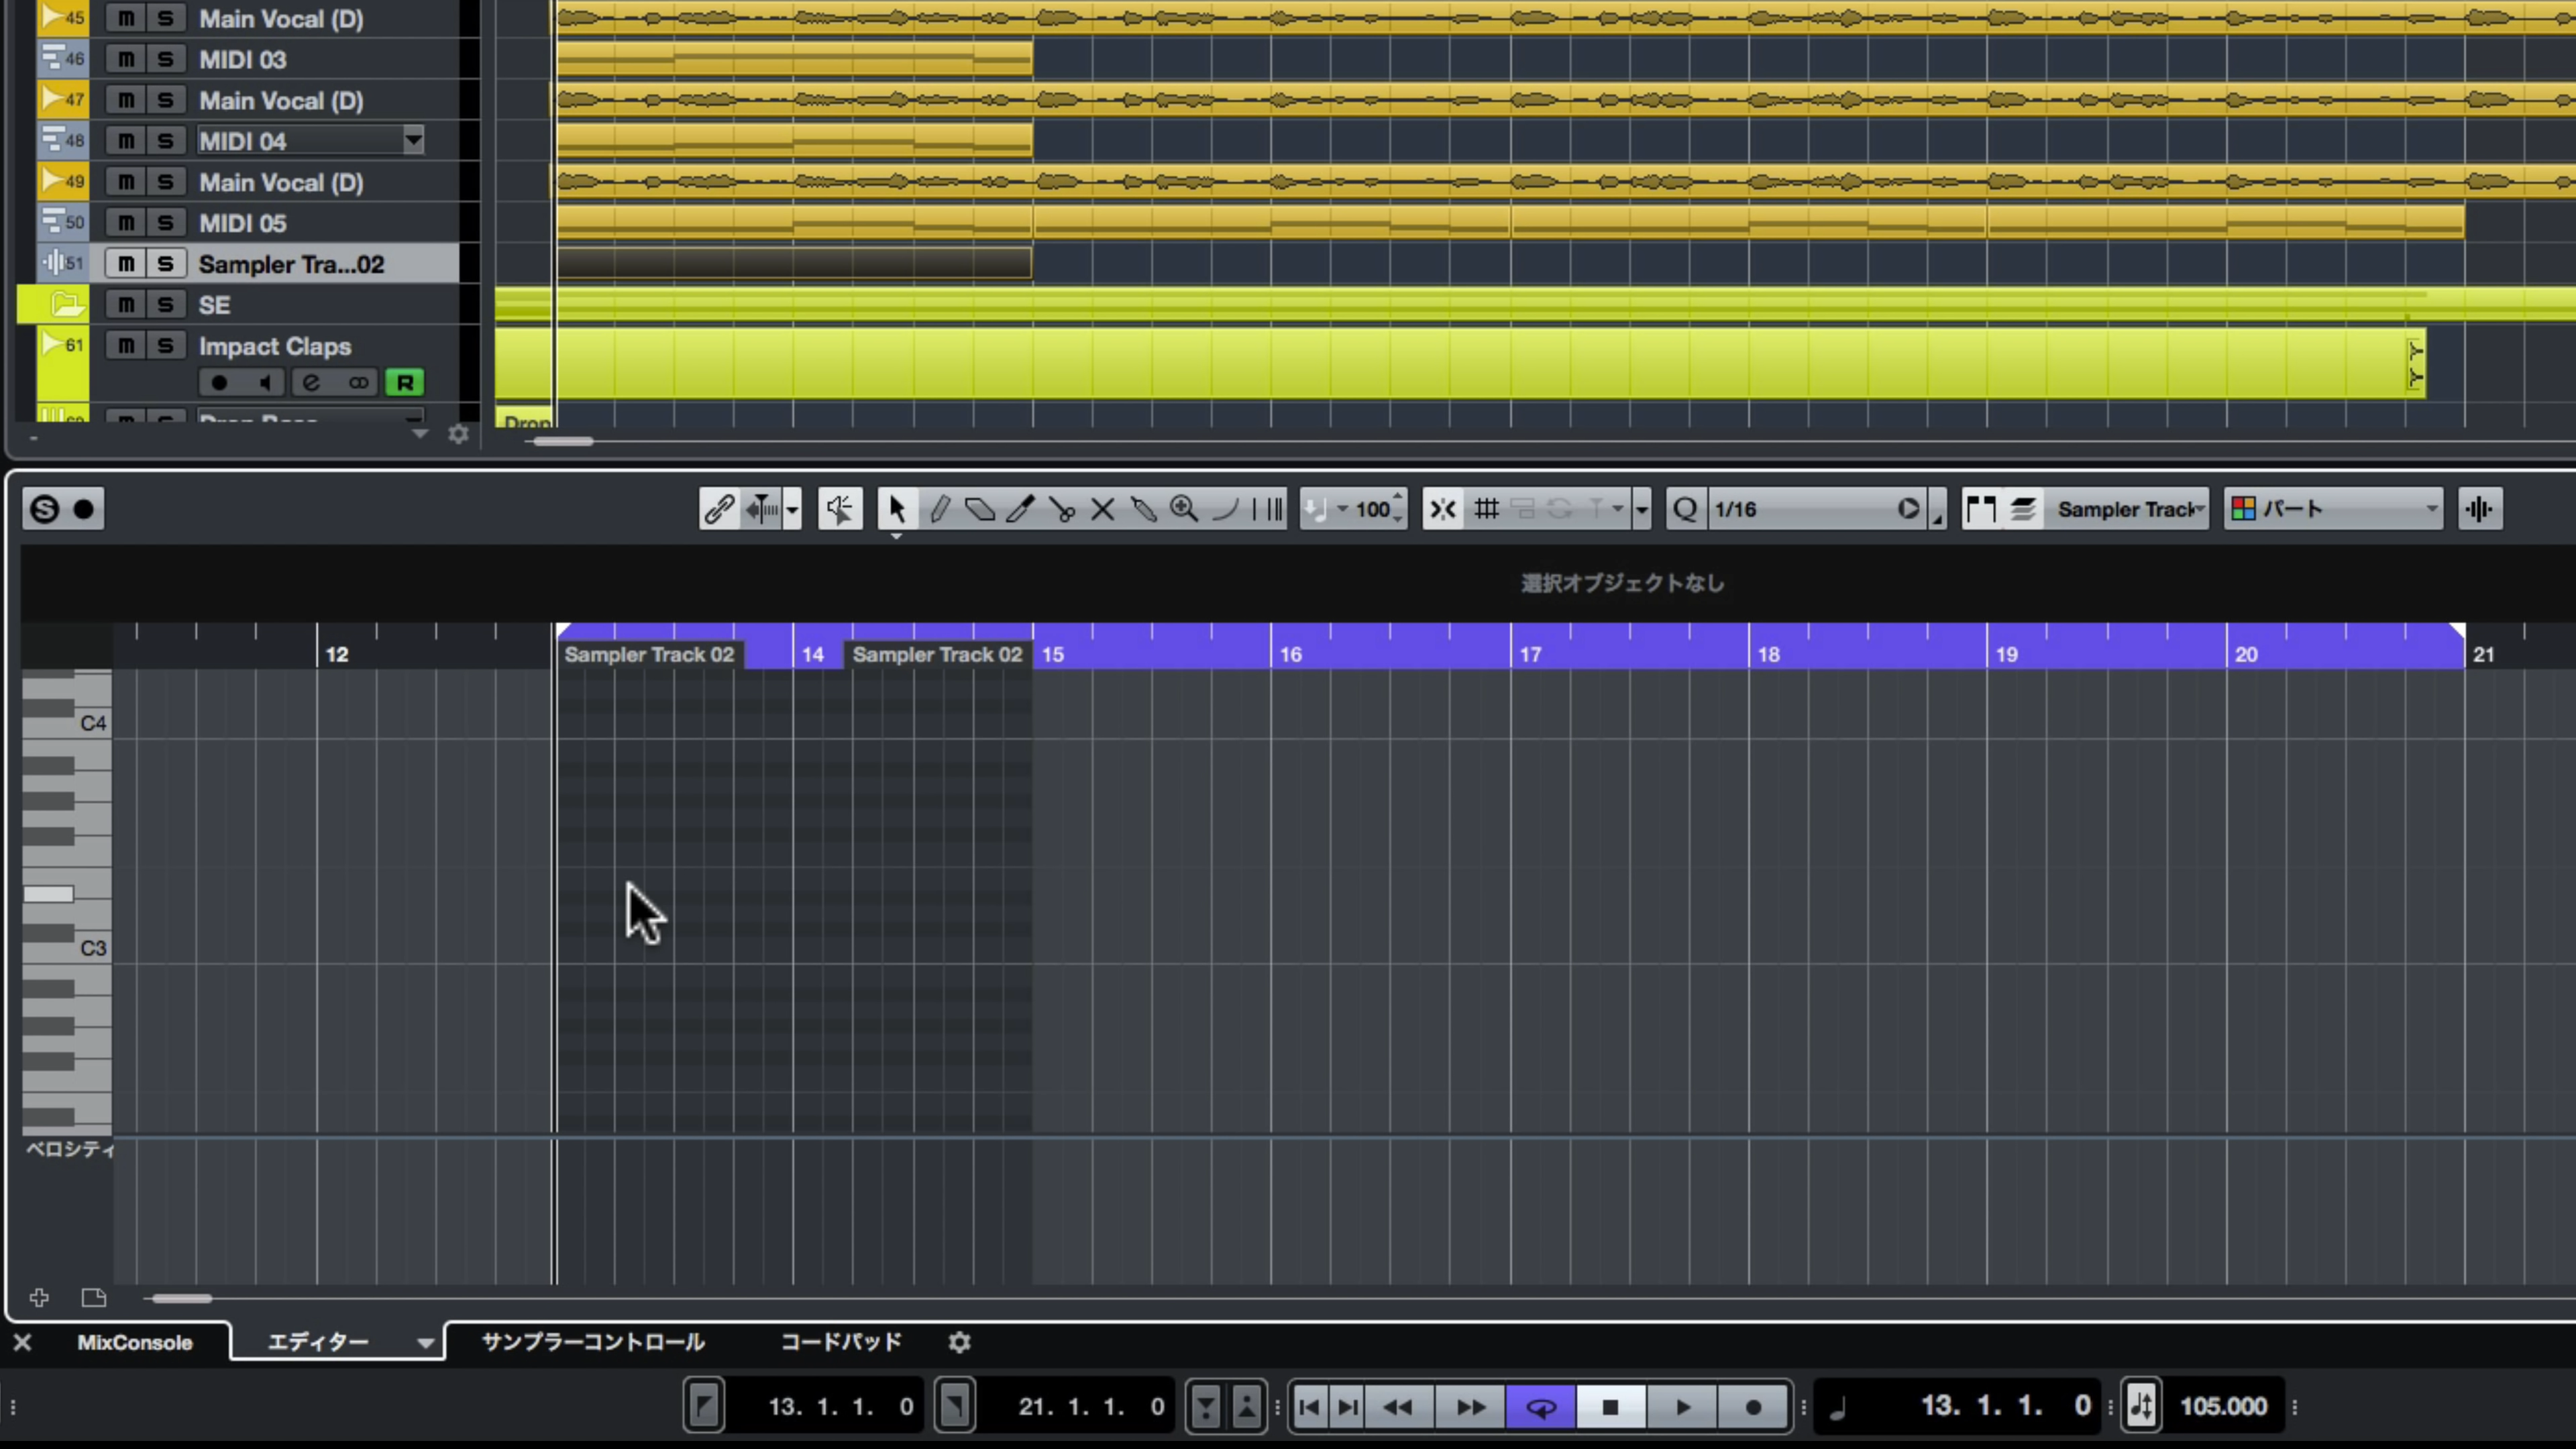 45 m S Main Vocal (D)
46 m S MIDI 03
47 m S Main Vocal (D)
48 m S MIDI 04
49 m S Main Vocal (D)
50 m S MIDI 05
51 m S Sampler Tra...02
m S SE
61 m S Impact Claps
R
Drop
S 100 Q 1/16 Sampler Track パート
選択オブジェクトなし
12 Sampler Track 02 14 Sampler Track 02 15 16 17 18 19 20 21
C4
C3
ベロシティ
MixConsole エディター サンプラーコントロール コードパッド
13. 1. 1. 0 21. 1. 1. 0 13. 1. 1. 0 105.000